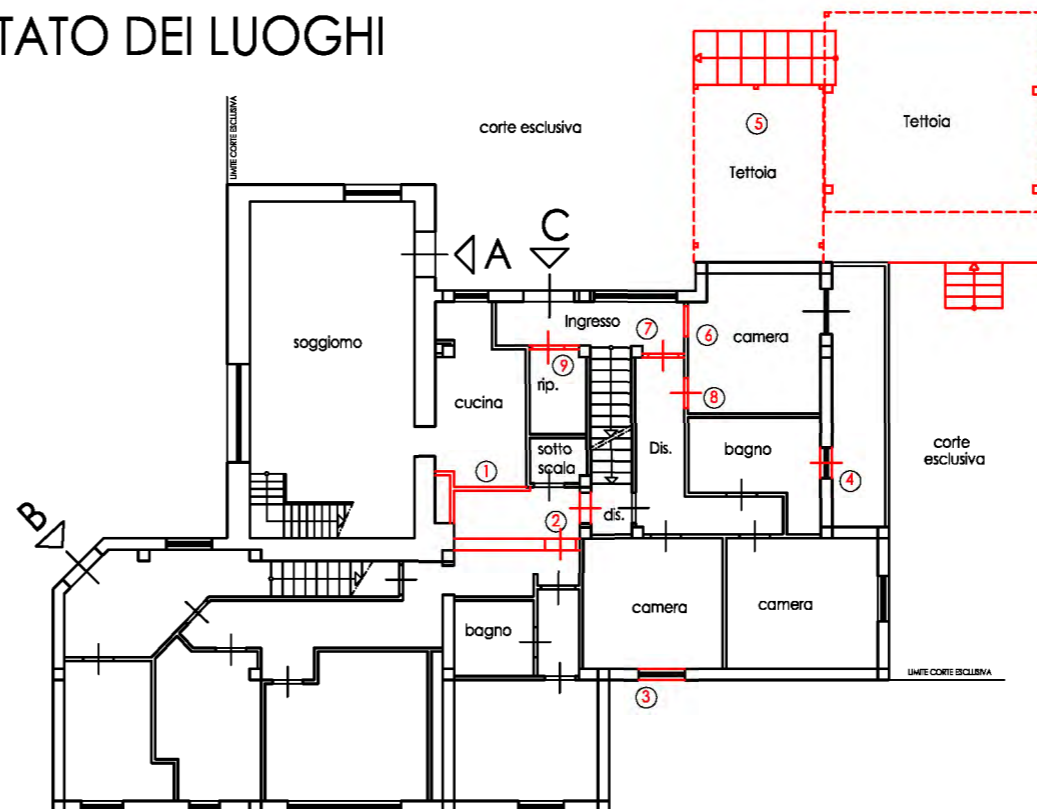 TATO DEI LUOGHI
LIMITE CORTE ESCLUSIVA
corte esclusiva
5
Tettoia
Tettoia
C
A
Ingresso
7
6
camera
soggiorno
9
rip.
cucina
8
sotto
scala
Dis.
bagno
corte
esclusiva
1
4
B
2
dis.
camera
camera
bagno
LIMITE CORTE ESCLUSIVA
3